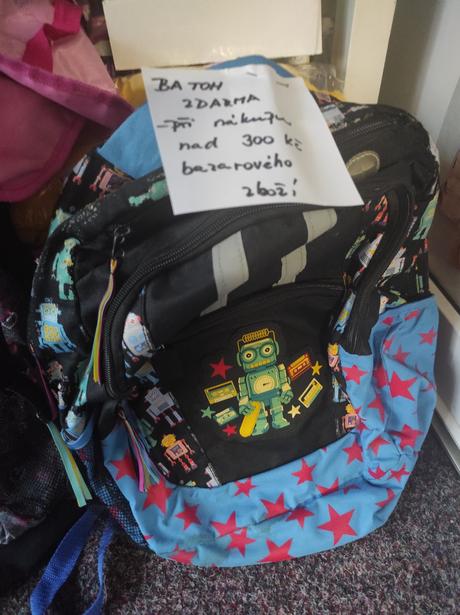 BATOH
ZDARMA
-při nákupu
nad 300 kč
bazarového
zboží